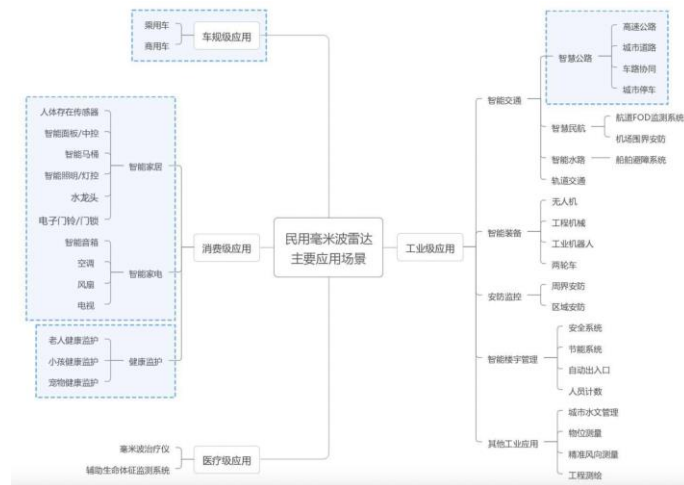 民用毫米波雷达
主要应用场景
车规级应用
乘用车
商用车
消费级应用
智能家居
人体存在传感器
智能面板/中控
智能马桶
智能照明/灯控
水龙头
电子门铃/门锁
智能家电
智能音箱
空调
风扇
电视
健康监护
老人健康监护
小孩健康监护
宠物健康监护
医疗级应用
毫米波治疗仪
辅助生命体征监测系统
工业级应用
智能交通
智慧公路
高速公路
城市道路
车路协同
城市停车
智慧民航
航道FOD监测系统
机场围界安防
智能水路
船舶避障系统
轨道交通
智能装备
无人机
工程机械
工业机器人
两轮车
安防监控
周界安防
区域安防
智能楼宇管理
安全系统
节能系统
自动出入口
人员计数
其他工业应用
城市水文管理
物位测量
精准风向测量
工程测绘